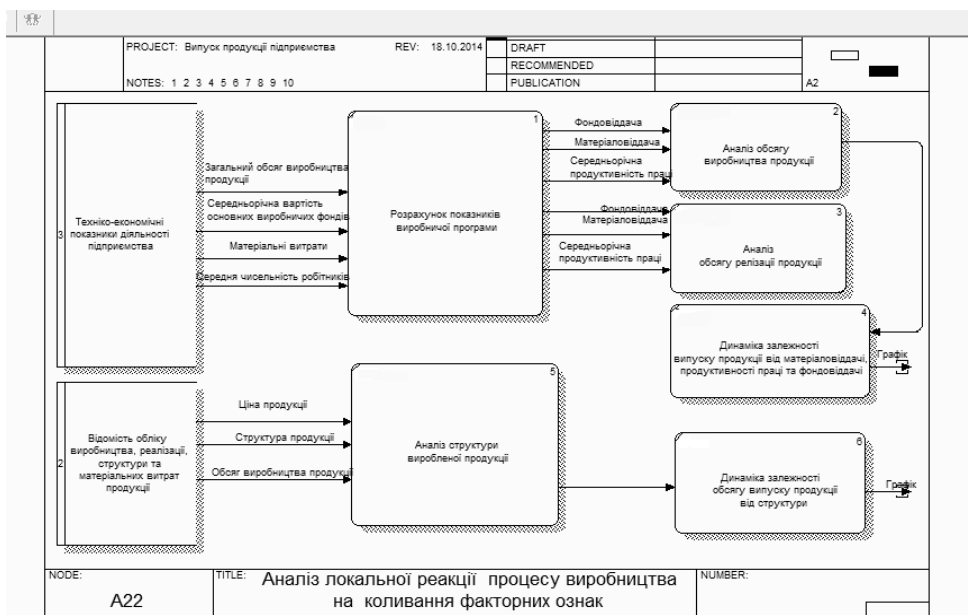 PROJECT: Випуск продукції підприємства
REV: 18.10.2014
DRAFT
RECOMMENDED
NOTES: 1 2 3 4 5 6 7 8 9 10
PUBLICATION
A2
3
Техніко-економічні
показники діяльності
підприємства
Загальний обсяг виробництва
продукції
Середньорічна вартість
основних виробничих фондів
Матеріальні витрати
Середня чисельність робітників
1
Розрахунок показників
виробничої програми
Фондовіддача
Матеріаловіддача
Середньорічна
продуктивність праці
2
Аналіз обсягу
виробництва продукції
Фондовіддача
Матеріаловіддача
Середньорічна
продуктивність праці
3
Аналіз
обсягу релізації продукції
4
Динаміка залежності
випуску продукції від матеріаловіддачі,
продуктивності праці та фондовіддачі
Графік
2
Відомість обліку
виробництва, реалізації,
структури та
матеріальних витрат
продукції
Ціна продукції
Структура продукції
Обсяг виробництва продукції
5
Аналіз структури
виробленої продукції
6
Динаміка залежності
обсягу випуску продукції
від структури
Графік
NODE:
A22
TITLE:
Аналіз локальної реакції процесу виробництва
на коливання факторних ознак
NUMBER: